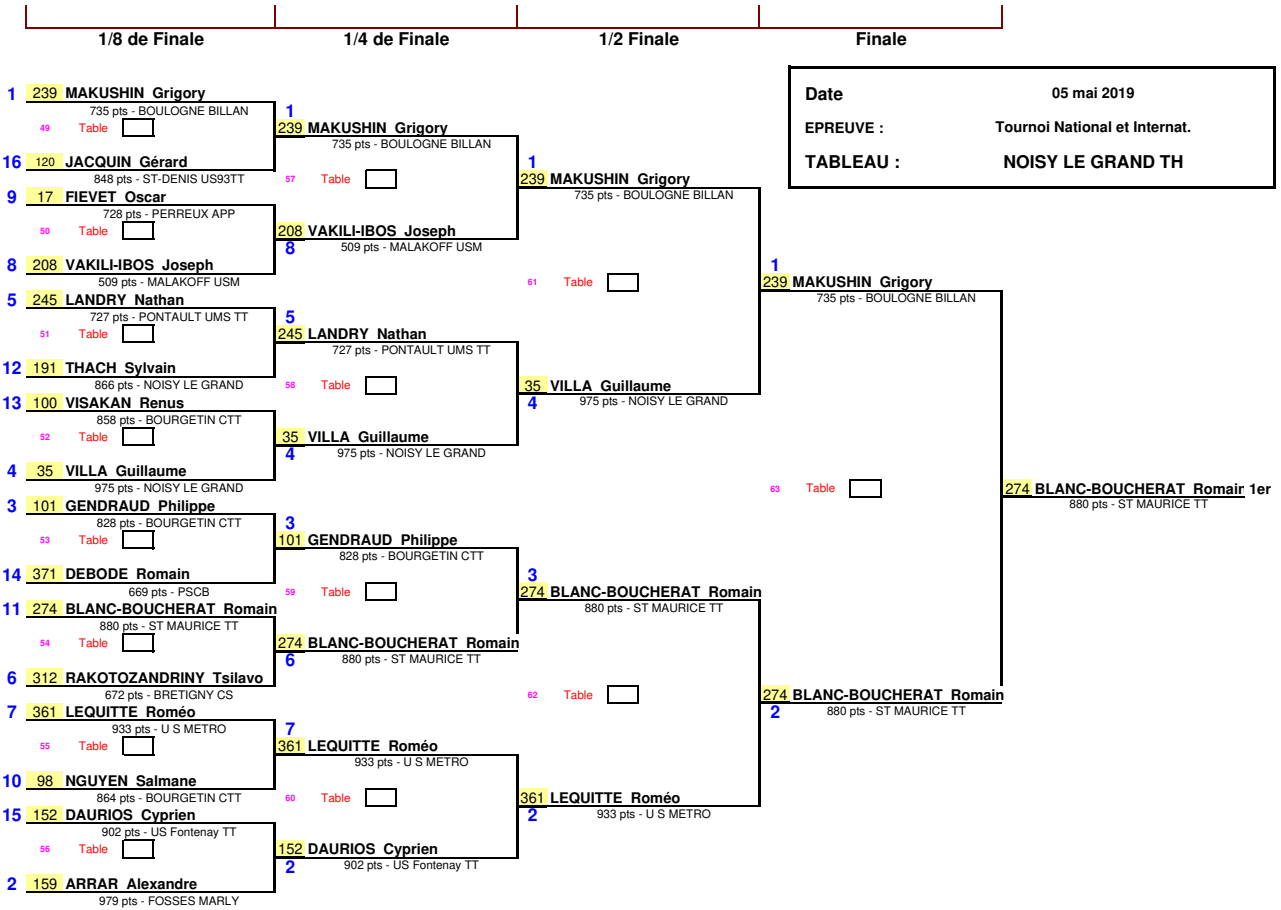 1/8 de Finale 1/4 de Finale 1/2 Finale Finale
Date 05 mai 2019
EPREUVE : Tournoi National et Internat.
TABLEAU : NOISY LE GRAND TH
1 239 MAKUSHIN Grigory
735 pts - BOULOGNE BILLAN
49 Table
16 120 JACQUIN Gérard
848 pts - ST-DENIS US93TT
9 17 FIEVET Oscar
728 pts - PERREUX APP
50 Table
8 208 VAKILI-IBOS Joseph
509 pts - MALAKOFF USM
5 245 LANDRY Nathan
727 pts - PONTAULT UMS TT
51 Table
12 191 THACH Sylvain
866 pts - NOISY LE GRAND
13 100 VISAKAN Renus
858 pts - BOURGETIN CTT
52 Table
4 35 VILLA Guillaume
975 pts - NOISY LE GRAND
3 101 GENDRAUD Philippe
828 pts - BOURGETIN CTT
53 Table
14 371 DEBODE Romain
669 pts - PSCB
11 274 BLANC-BOUCHERAT Romain
880 pts - ST MAURICE TT
54 Table
6 312 RAKOTOZANDRINY Tsilavo
672 pts - BRETIGNY CS
7 361 LEQUITTE Roméo
933 pts - U S METRO
55 Table
10 98 NGUYEN Salmane
864 pts - BOURGETIN CTT
15 152 DAURIOS Cyprien
902 pts - US Fontenay TT
56 Table
2 159 ARRAR Alexandre
979 pts - FOSSES MARLY
1
239 MAKUSHIN Grigory
735 pts - BOULOGNE BILLAN
57 Table
208 VAKILI-IBOS Joseph
8 509 pts - MALAKOFF USM
5
245 LANDRY Nathan
727 pts - PONTAULT UMS TT
58 Table
35 VILLA Guillaume
4 975 pts - NOISY LE GRAND
3
101 GENDRAUD Philippe
828 pts - BOURGETIN CTT
59 Table
274 BLANC-BOUCHERAT Romain
6 880 pts - ST MAURICE TT
7
361 LEQUITTE Roméo
933 pts - U S METRO
60 Table
152 DAURIOS Cyprien
2 902 pts - US Fontenay TT
1
239 MAKUSHIN Grigory
735 pts - BOULOGNE BILLAN
61 Table
35 VILLA Guillaume
4 975 pts - NOISY LE GRAND
3
274 BLANC-BOUCHERAT Romain
880 pts - ST MAURICE TT
62 Table
361 LEQUITTE Roméo
2 933 pts - U S METRO
1
239 MAKUSHIN Grigory
735 pts - BOULOGNE BILLAN
63 Table
274 BLANC-BOUCHERAT Romain
2 880 pts - ST MAURICE TT
274 BLANC-BOUCHERAT Romain 1er
880 pts - ST MAURICE TT